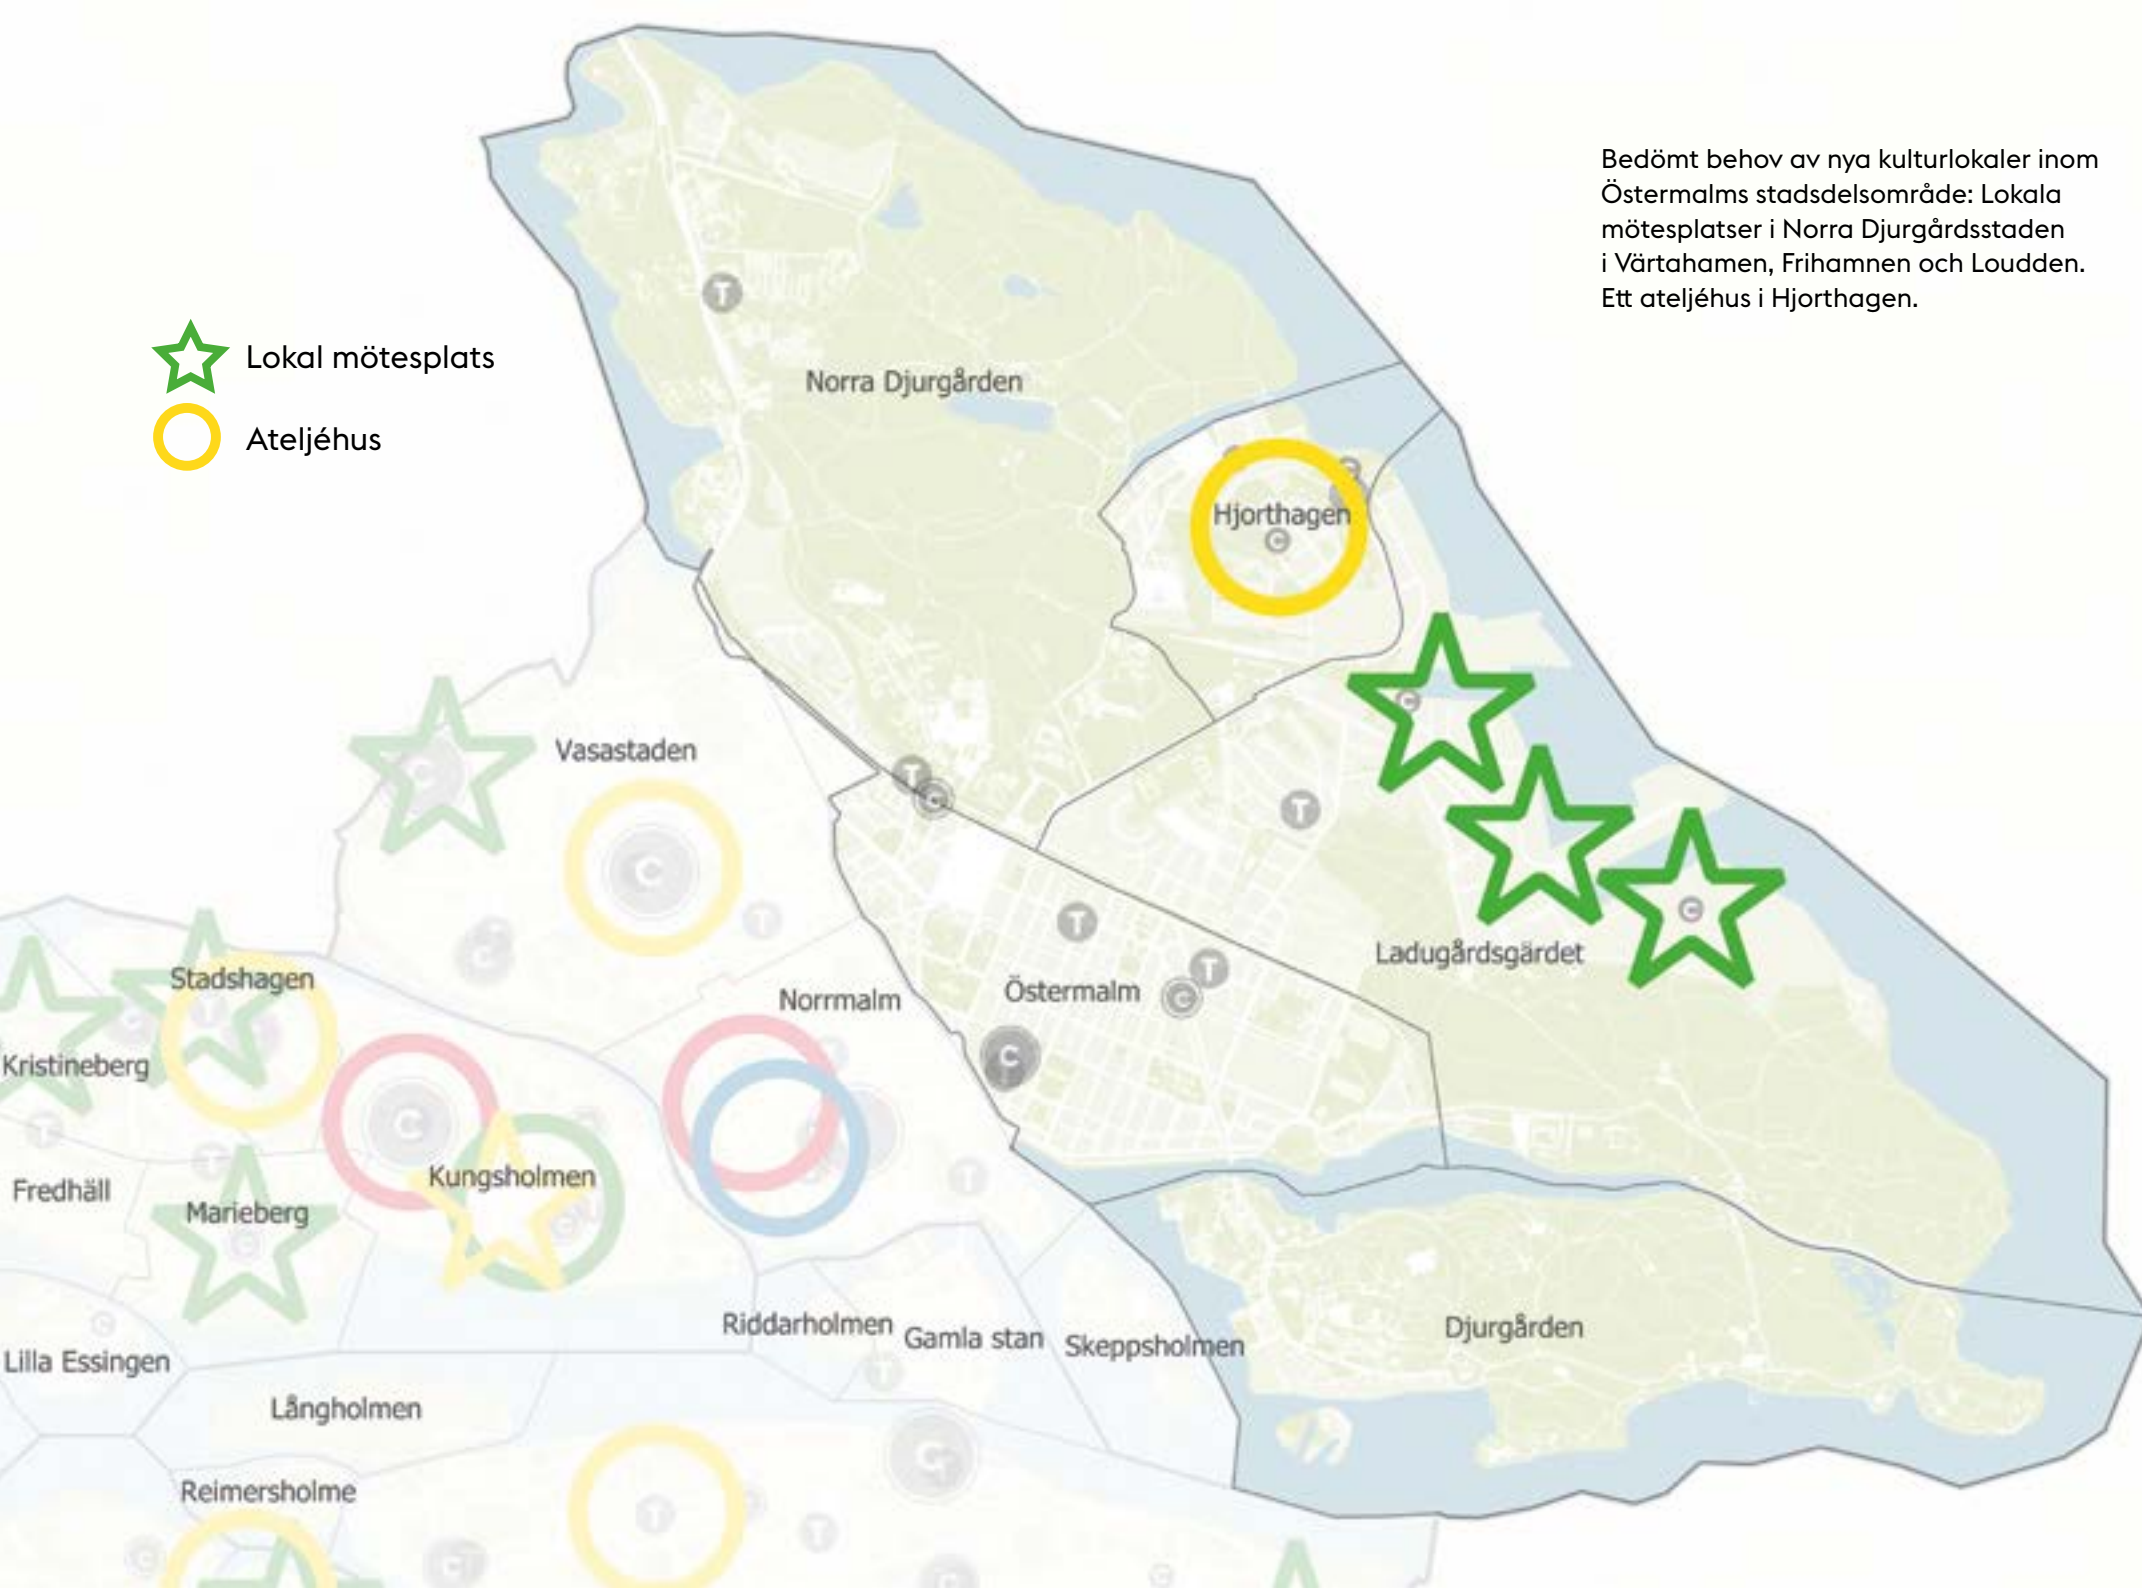 Bedömt behov av nya kulturlokaler inom
Östermalms stadsdelsområde: Lokala
mötesplatser i Norra Djurgårdsstaden
i Värtahamen, Frihamnen och Loudden.
Ett ateljéhus i Hjorthagen.
Lokal mötesplats
Ateljéhus
T
Norra Djurgården
Hjorthagen
C
C
Vasastaden
C
T
C
T
C
T
C
T
C
Ladugårdsgärdet
Stadshagen
T
Östermalm
C
Norrmalm
C
Kristineberg
C
T
Fredhäll
Kungsholmen
Marieberg
Riddarholmen
Gamla stan
Skeppsholmen
Djurgården
Lilla Essingen
Långholmen
Reimersholme
T
T